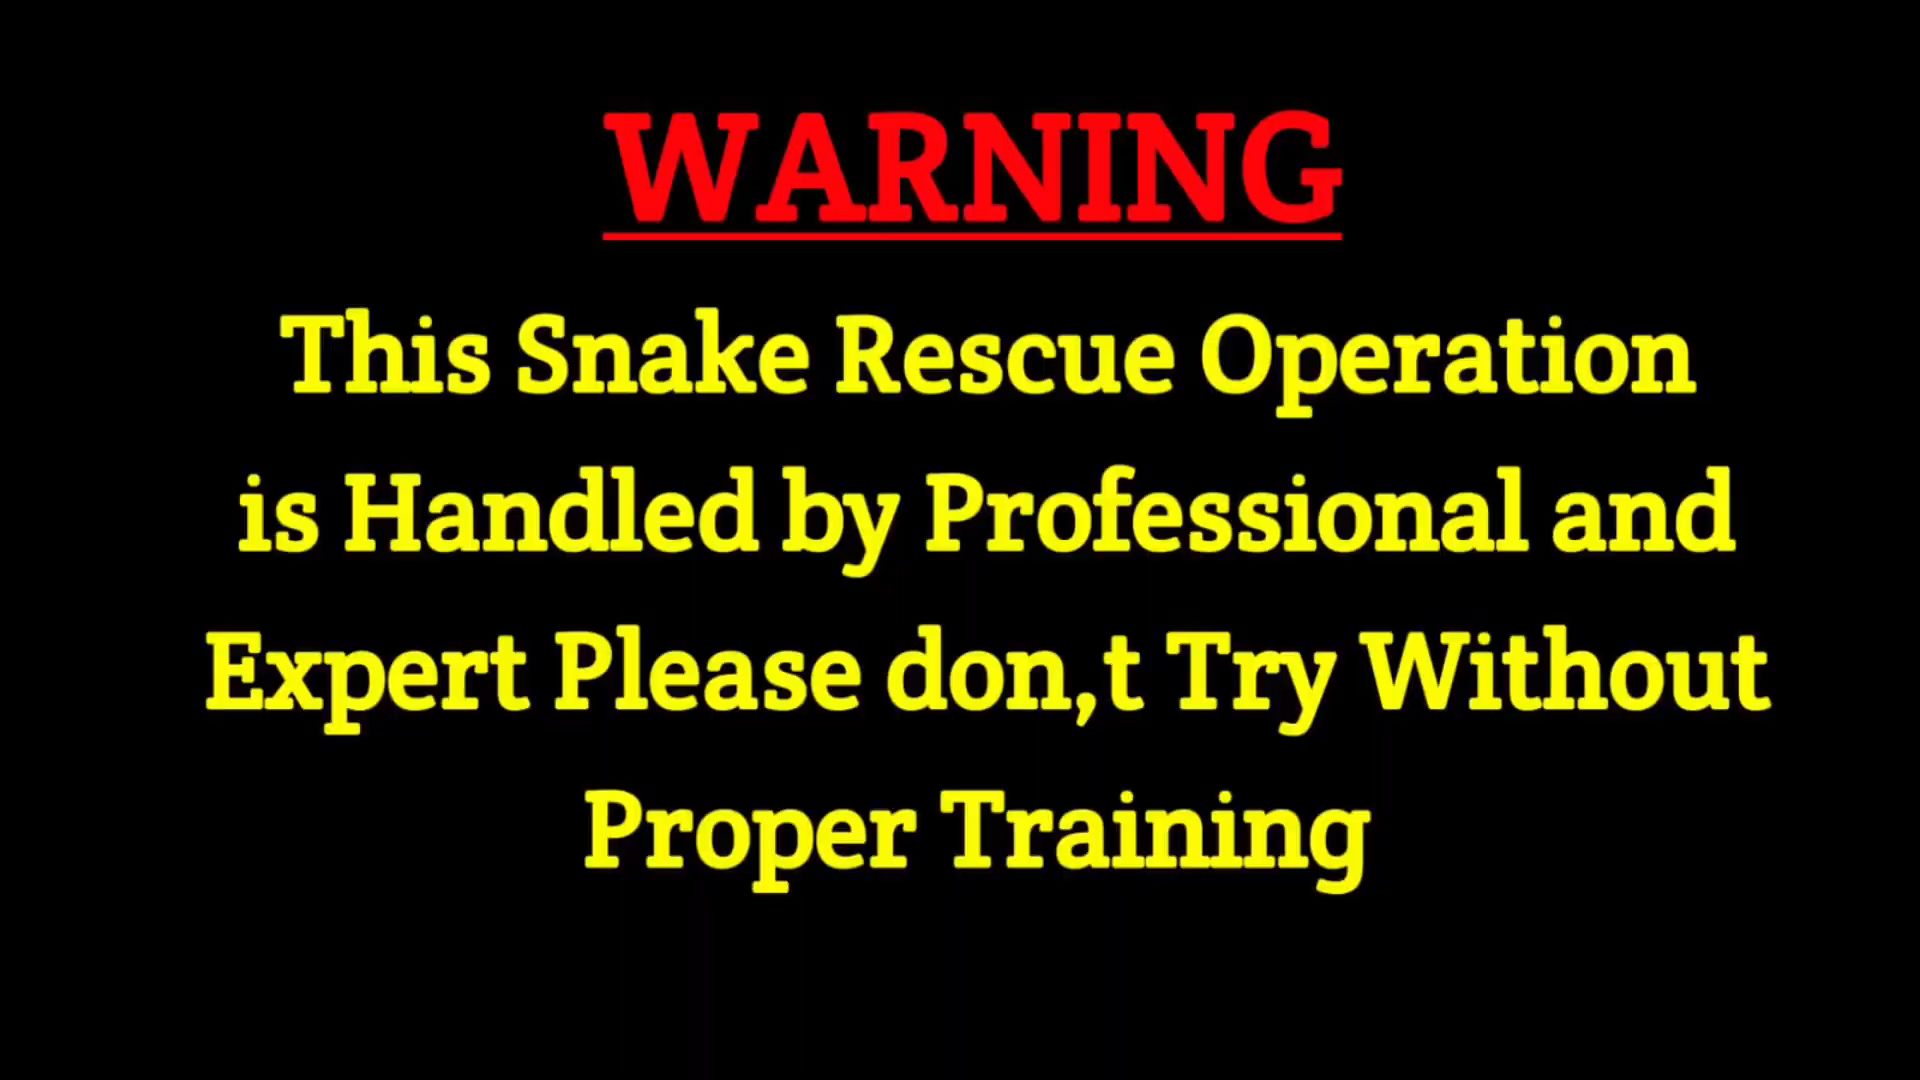 WARNING
This Snake Rescue Operation
is Handled by Professional and
Expert Please don,t Try Without
Proper Training